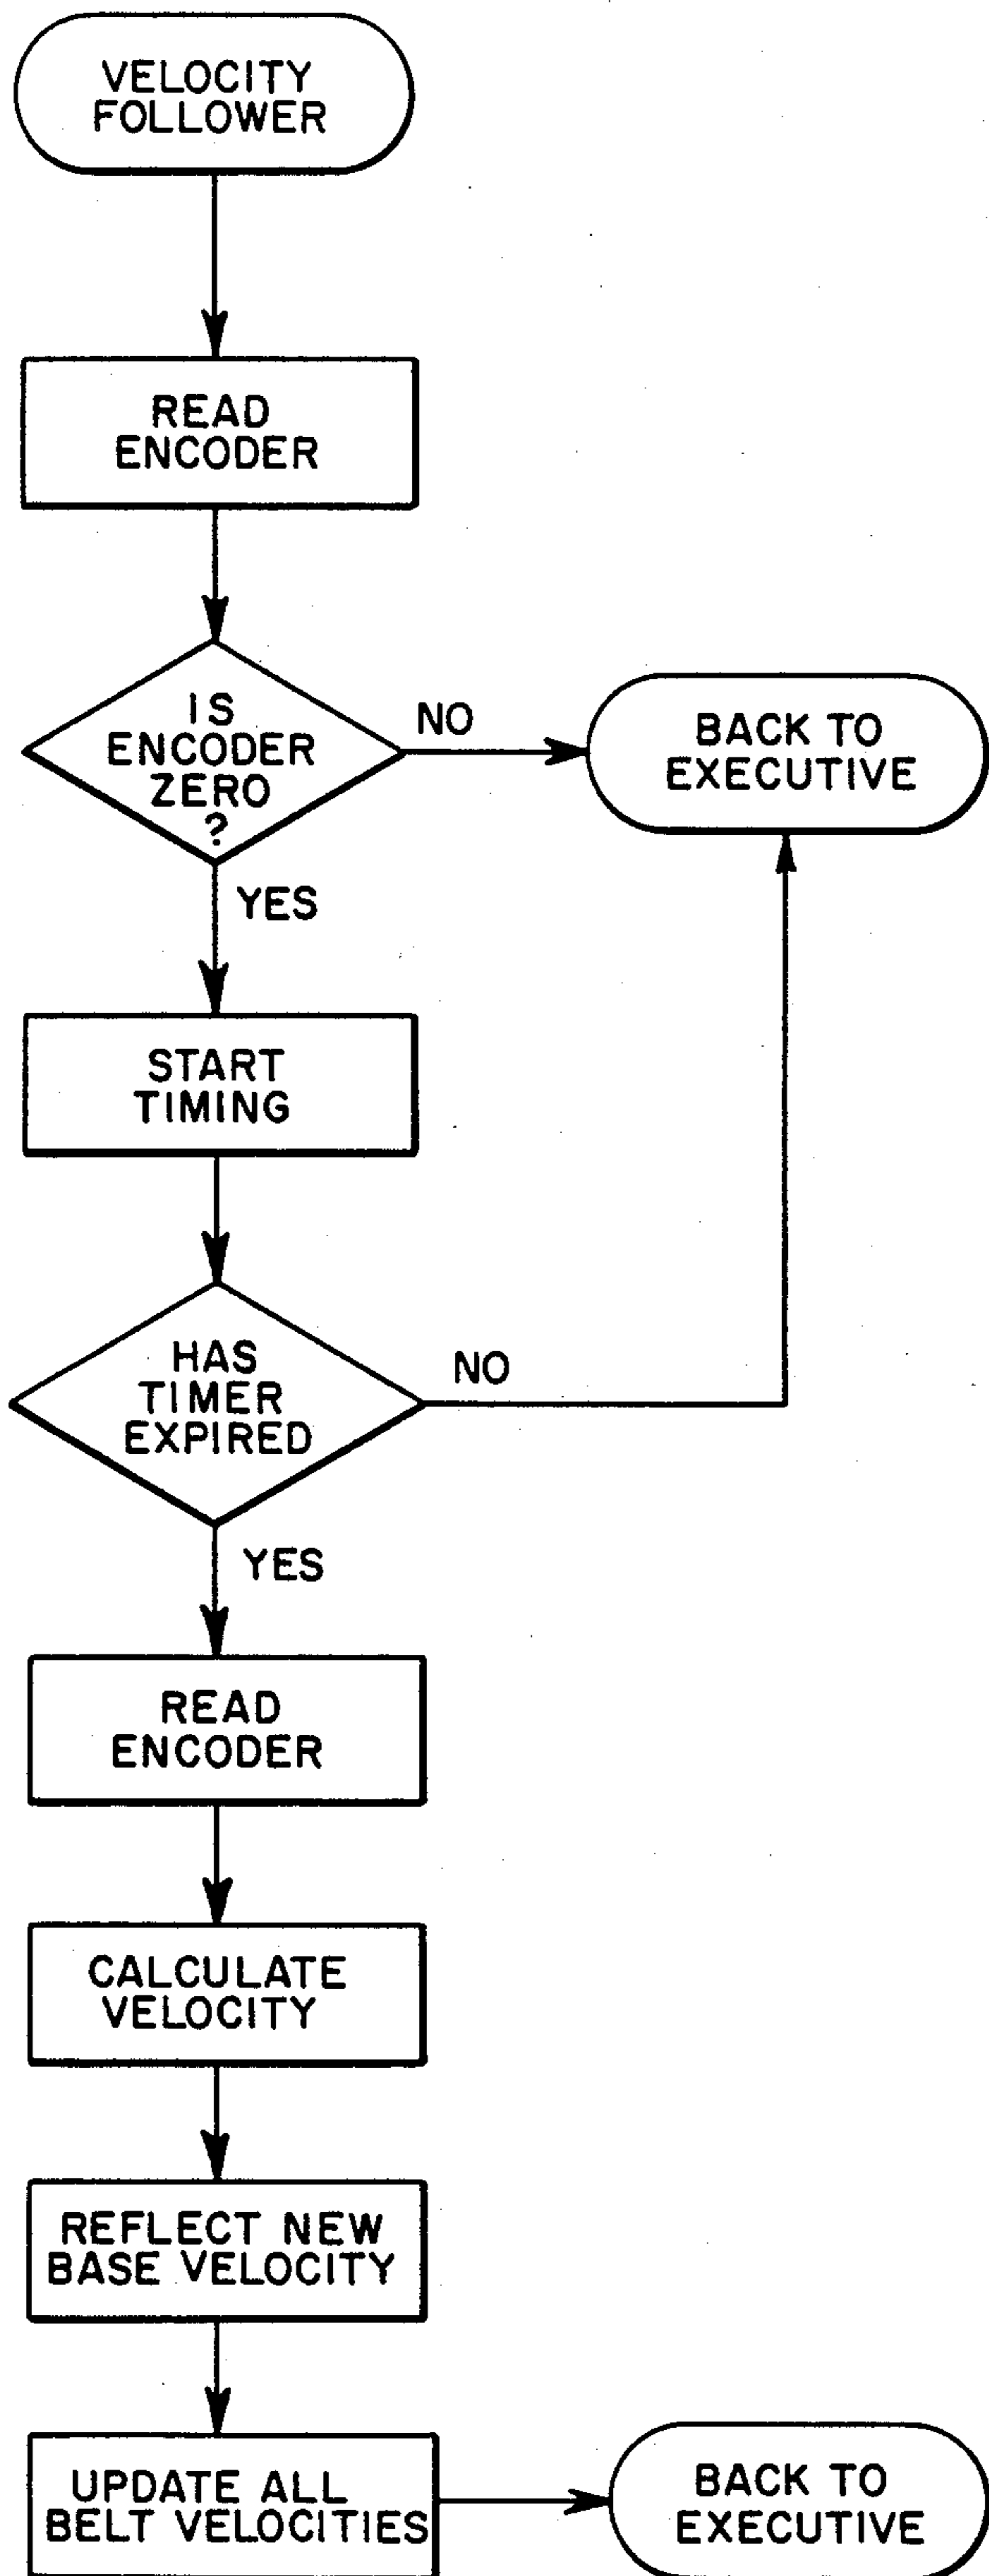 VELOCITY
FOLLOWER
READ
ENCODER
IS
ENCODER
ZERO
?
NO
BACK TO
EXECUTIVE
YES
START
TIMING
HAS
TIMER
EXPIRED
NO
YES
READ
ENCODER
CALCULATE
VELOCITY
REFLECT NEW
BASE VELOCITY
UPDATE ALL
BELT VELOCITIES
BACK TO
EXECUTIVE